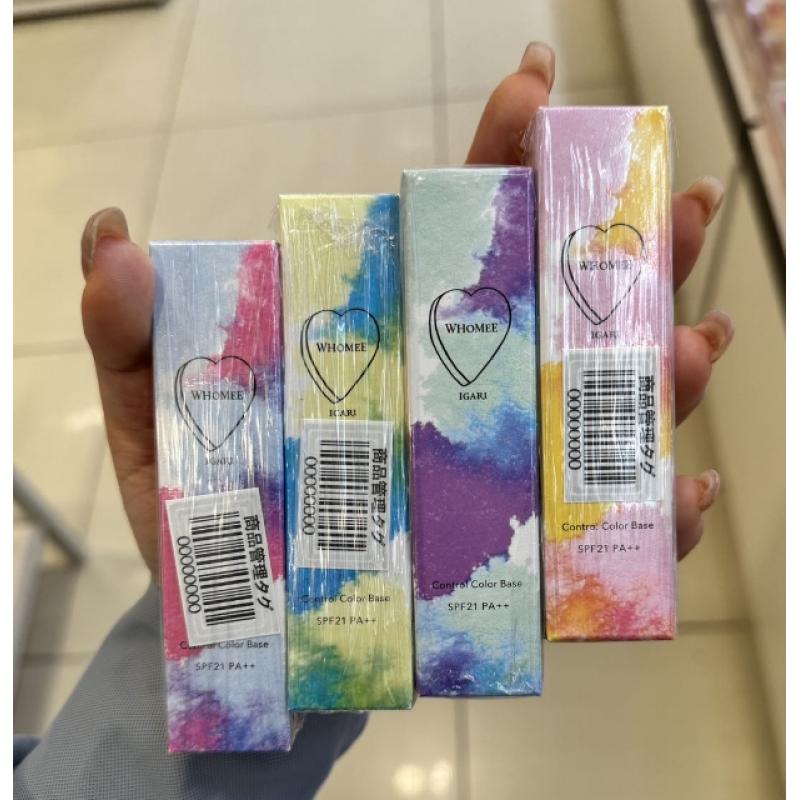 WHOMEE
IGARI
商品管理タグ
00000000
Control Color Base
SPF21 PA++
WHOMEE
IGARI
商品管理タグ
00000000
Control Color Base
SPF21 PA++
WHOMEE
IGARI
Control Color Base
SPF21 PA++
WHOMEE
IGARI
商品管理タグ
00000000
Control Color Base
SPF21 PA++